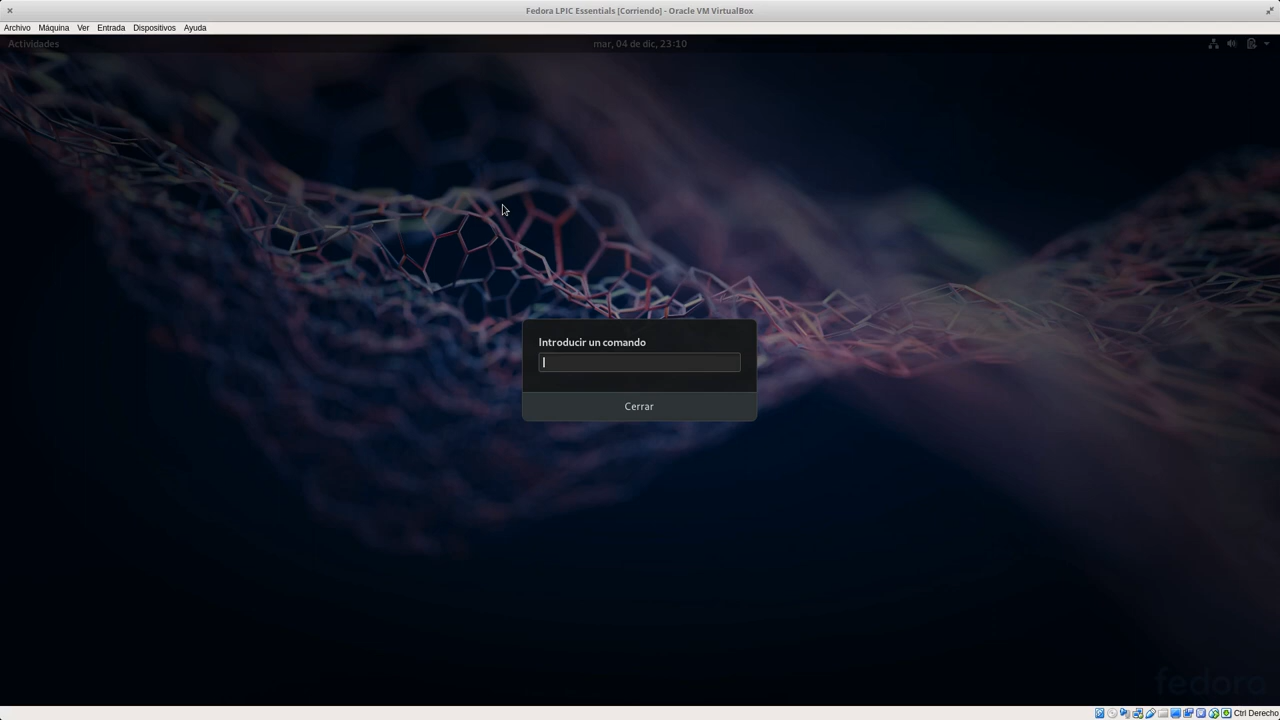 Fedora LPIC Essentials [Corriendo] - Oracle VM VirtualBox
Archivo Máquina Ver Entrada Dispositivos Ayuda
Actividades mar, 04 de dic, 23:10
Introducir un comando
Cerrar
fedora
Ctrl Derecho